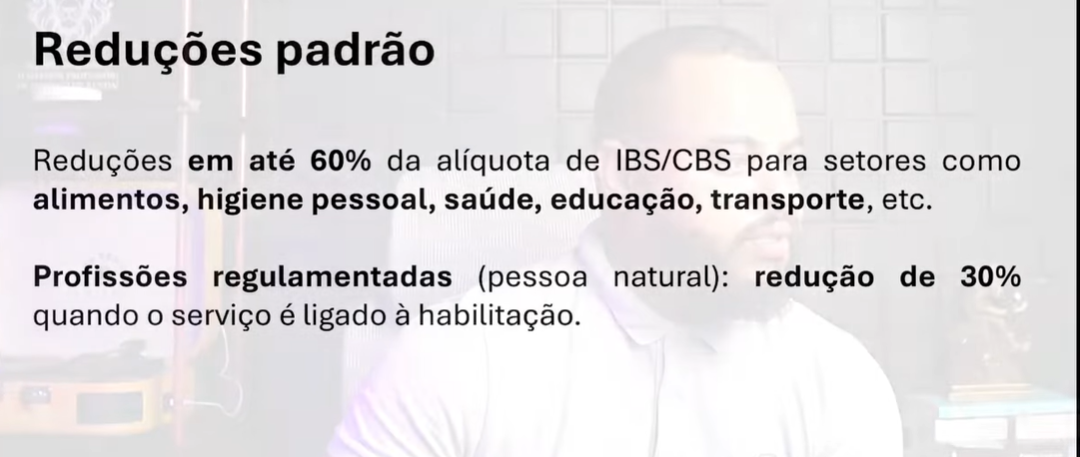 Reduções padrão
Reduções em até 60% da alíquota de IBS/CBS para setores como
alimentos, higiene pessoal, saúde, educação, transporte, etc.
Profissões regulamentadas (pessoa natural): redução de 30%
quando o serviço é ligado à habilitação.